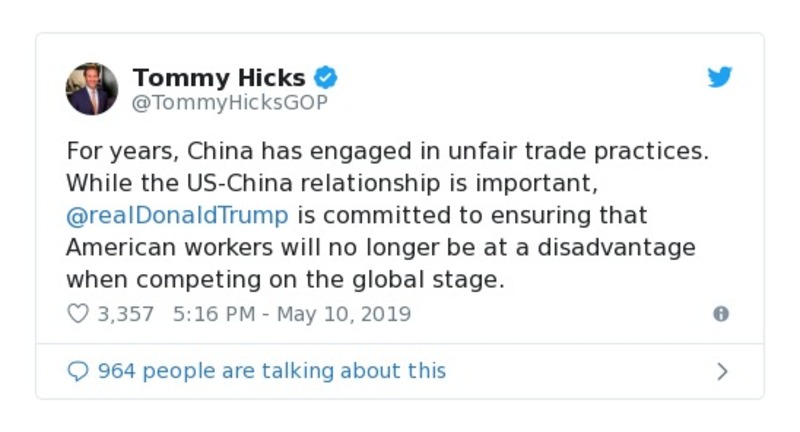 Tommy Hicks
@TommyHicksGOP
For years, China has engaged in unfair trade practices.
While the US-China relationship is important,
@realDonaldTrump is committed to ensuring that
American workers will no longer be at a disadvantage
when competing on the global stage.
3,357 5:16 PM - May 10, 2019
964 people are talking about this